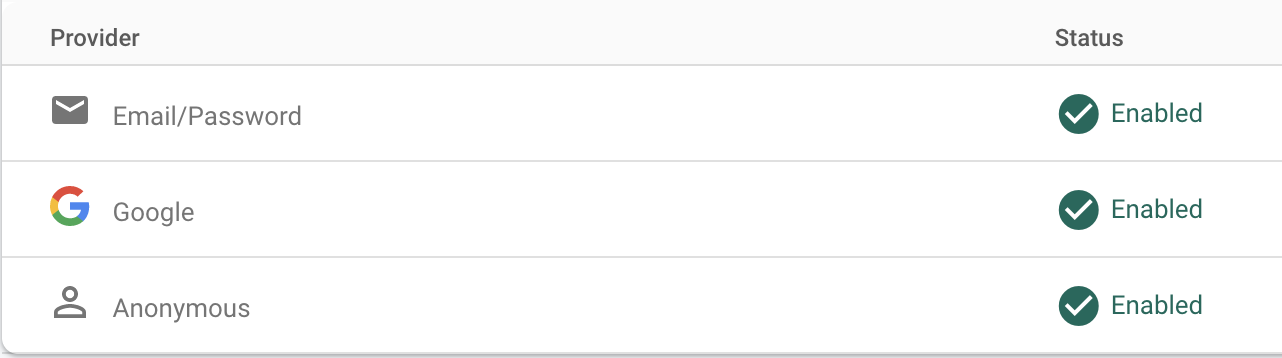 Provider Status
Email/Password Enabled
Google Enabled
Anonymous Enabled